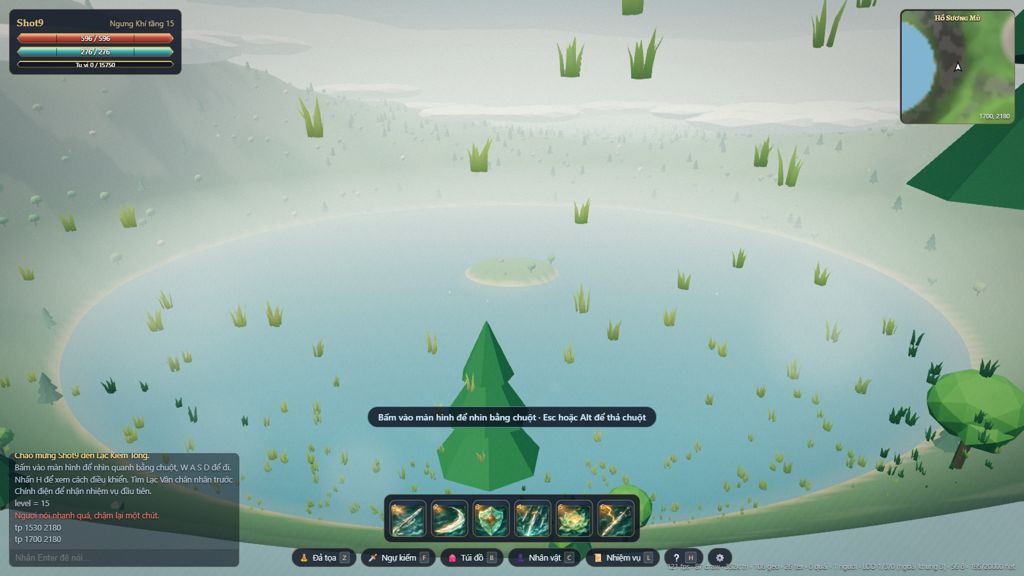 Shot9
Ngưng Khí tầng 15
596 / 596
276 / 276
Tu vi 0 / 15750
Hồ Sương Mù
1700, 2180
Bấm vào màn hình để nhìn bằng chuột · Esc hoặc Alt để thả chuột
Chào mừng Shot9 đến Lạc Kiếm Tông.
Bấm vào màn hình để nhìn quanh bằng chuột, W A S D để đi.
Nhấn H để xem cách điều khiển. Tìm Lạc Vân chân nhân trước
Chính điện để nhận nhiệm vụ đầu tiên.
level = 15
Ngươi nói nhanh quá, chậm lại một chút.
tp 1530 2180
tp 1700 2180
Nhấn Enter để nói...
Đả tọa Z
Ngự kiếm F
Túi đồ B
Nhân vật C
Nhiệm vụ L
? H